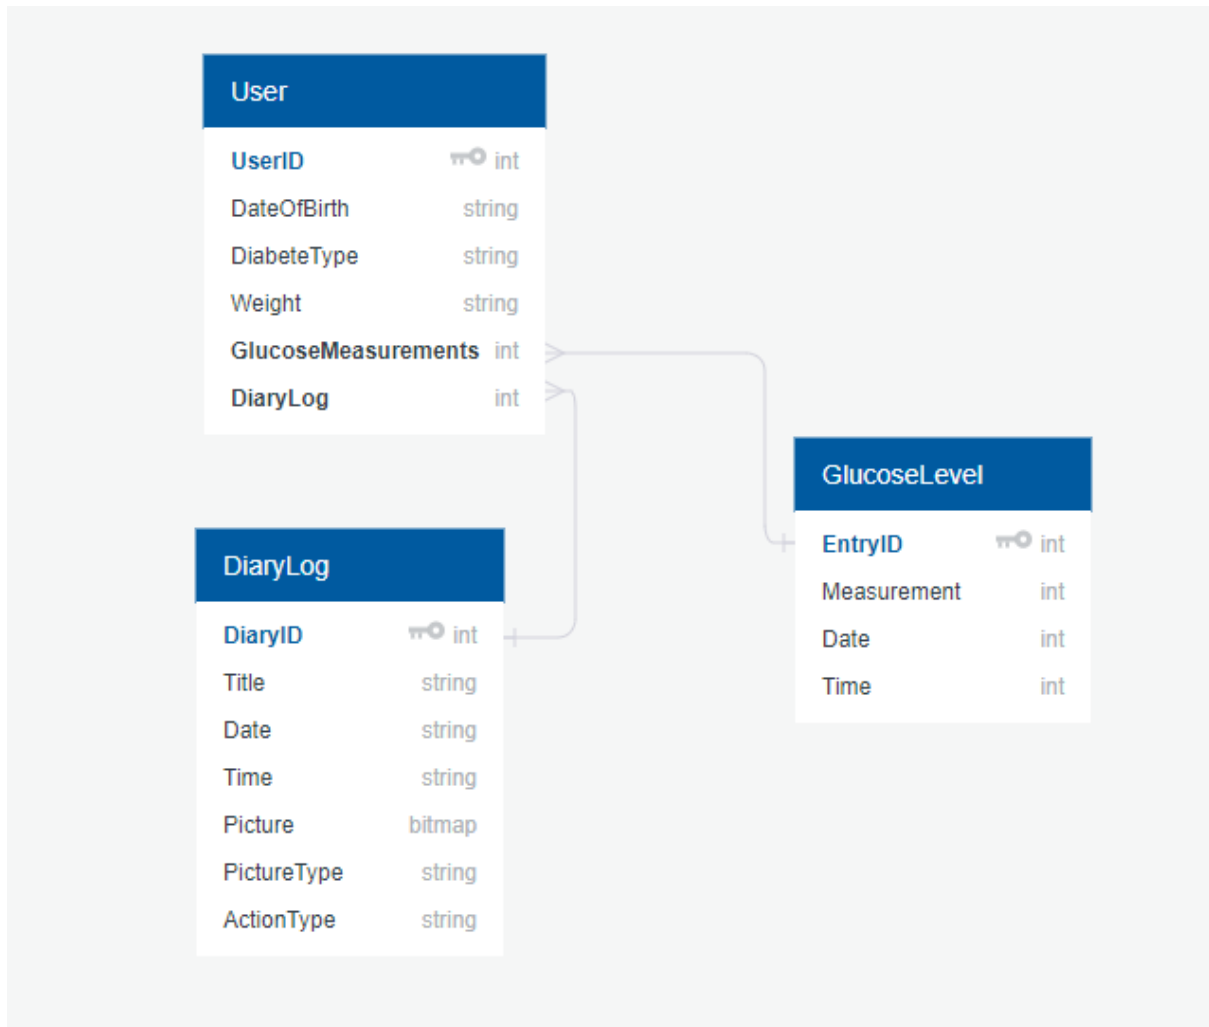 User
UserID int
DateOfBirth string
DiabeteType string
Weight string
GlucoseMeasurements int
DiaryLog int
GlucoseLevel
EntryID int
Measurement int
Date int
Time int
DiaryLog
DiaryID int
Title string
Date string
Time string
Picture bitmap
PictureType string
ActionType string